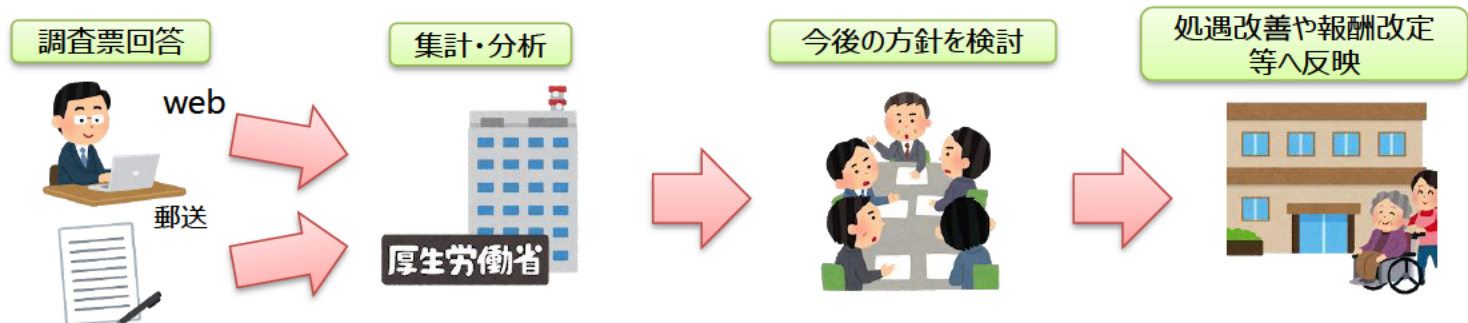 調査票回答
web
郵送
集計・分析
厚生労働省
今後の方針を検討
処遇改善や報酬改定
等へ反映